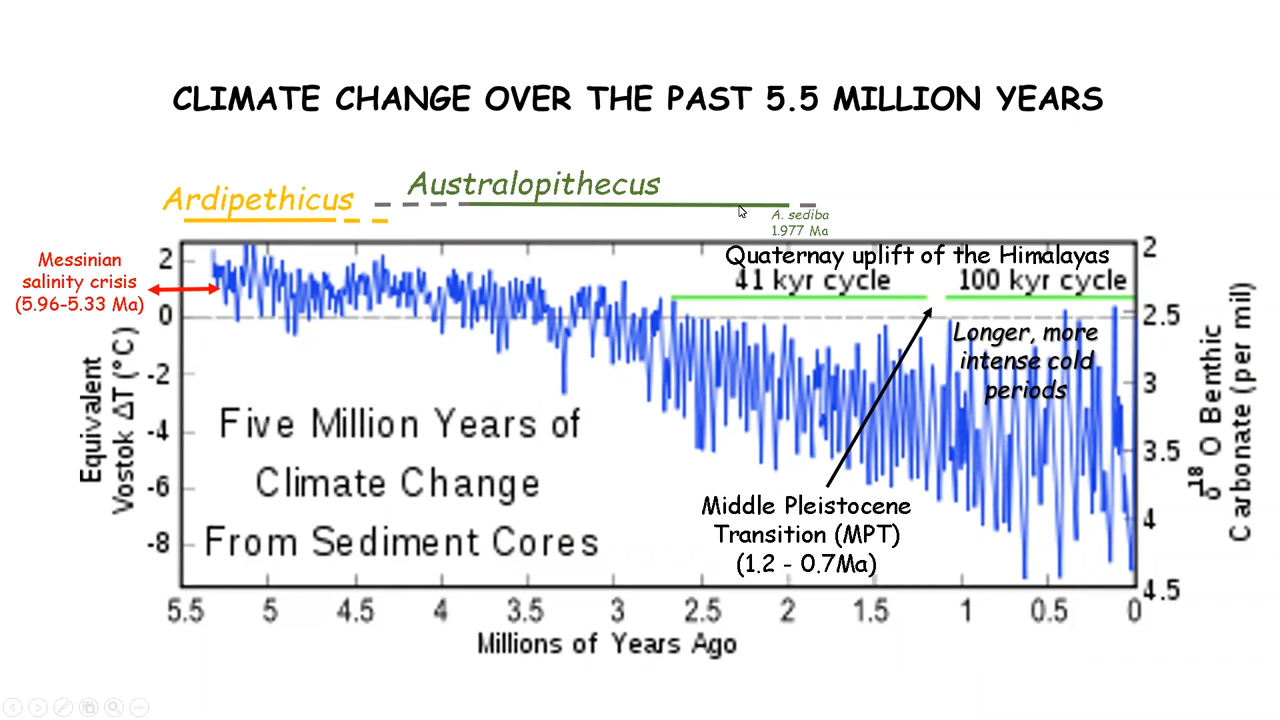 CLIMATE CHANGE OVER THE PAST 5.5 MILLION YEARS
Ardipethicus
Australopithecus
A. sediba
1.977 Ma
Messinian
salinity crisis
(5.96-5.33 Ma)
Quaternay uplift of the Himalayas
41 kyr cycle
100 kyr cycle
Longer, more
intense cold
periods
Five Million Years of
Climate Change
From Sediment Cores
Middle Pleistocene
Transition (MPT)
(1.2 - 0.7Ma)
Equivalent
Vostok ΔT (°C)
2
0
-2
-4
-6
-8
2
2.5
3
3.5
4
4.5
δ18 O Benthic
Carbonate (per mil)
5.5
5
4.5
4
3.5
3
2.5
2
1.5
1
0.5
0
Millions of Years Ago